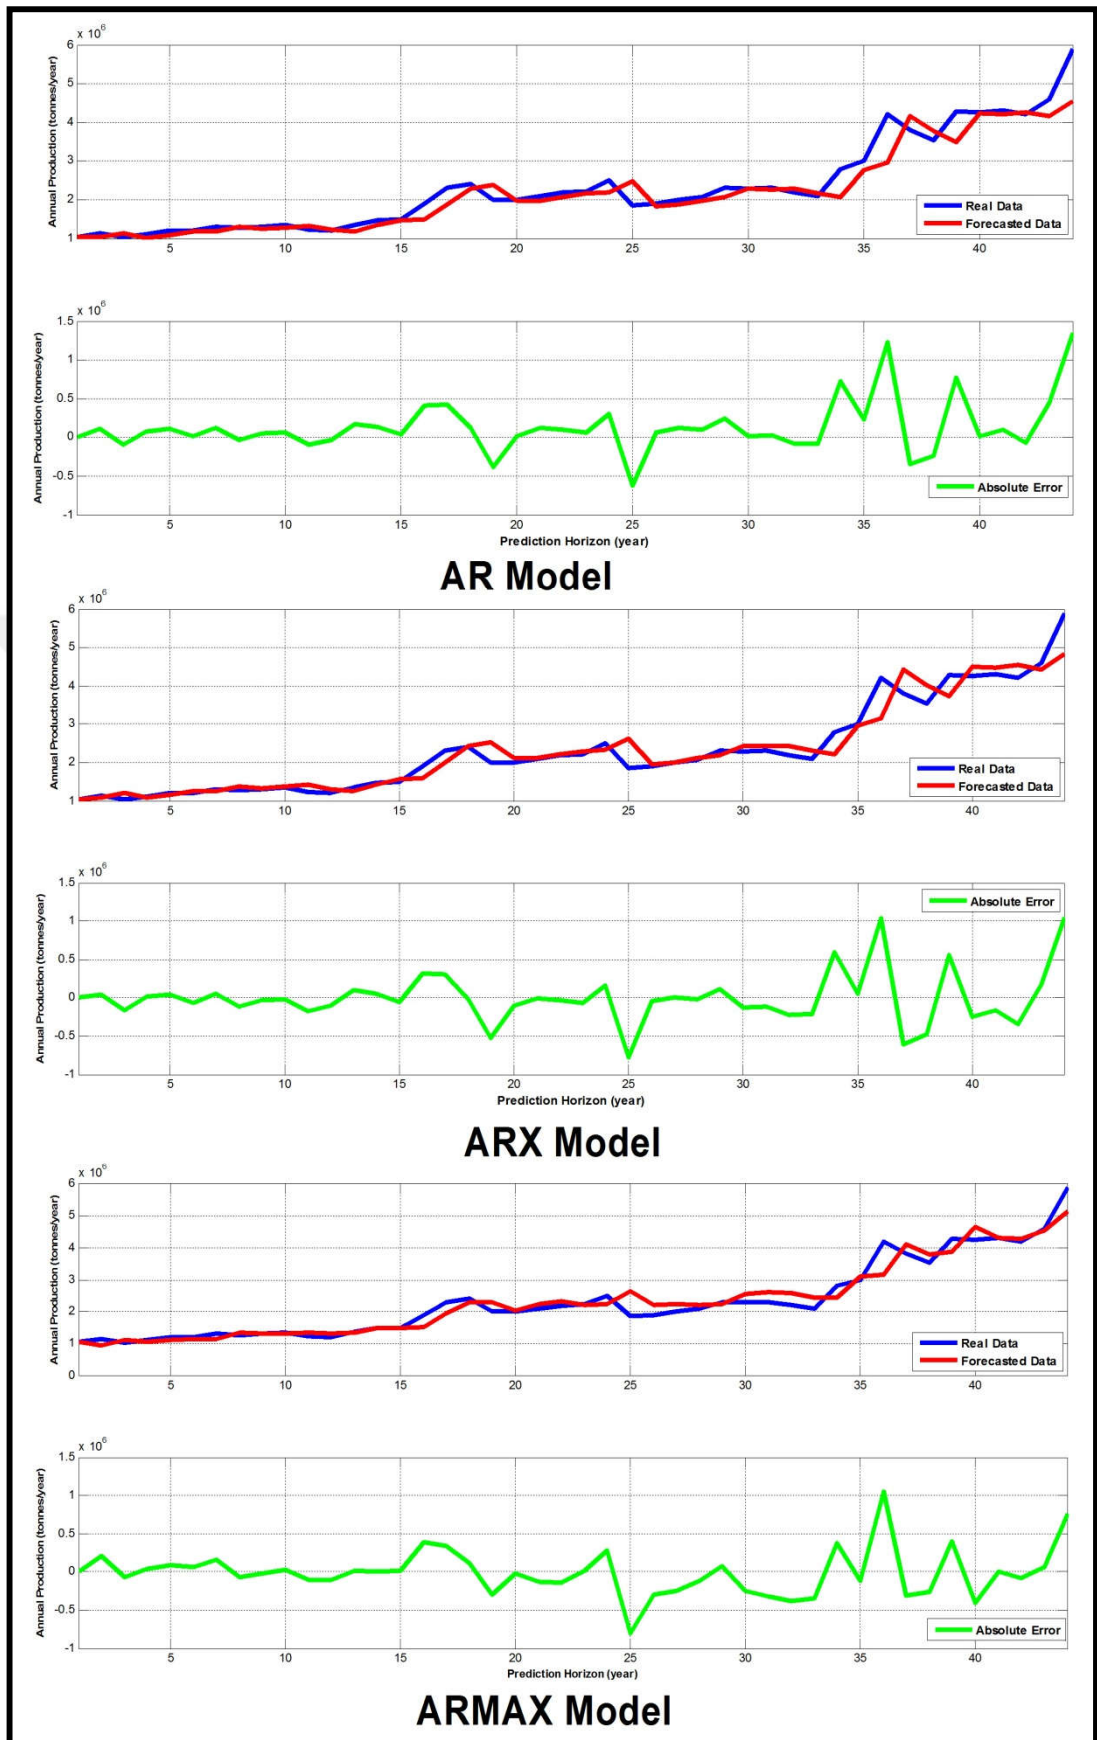 x 10^6
Annual Production (tonnes/year)
6
5
4
3
2
1
Real Data
Forecasted Data
5 10 15 20 25 30 35 40
x 10^6
Annual Production (tonnes/year)
1.5
1
0.5
0
-0.5
-1
Absolute Error
5 10 15 20 25 30 35 40
Prediction Horizon (year)
AR Model
x 10^6
Annual Production (tonnes/year)
6
5
4
3
2
1
Real Data
Forecasted Data
5 10 15 20 25 30 35 40
x 10^6
Annual Production (tonnes/year)
1.5
1
0.5
0
-0.5
-1
Absolute Error
5 10 15 20 25 30 35 40
Prediction Horizon (year)
ARX Model
x 10^6
Annual Production (tonnes/year)
6
5
4
3
2
1
0
Real Data
Forecasted Data
5 10 15 20 25 30 35 40
x 10^6
Annual Production (tonnes/year)
1.5
1
0.5
0
-0.5
-1
Absolute Error
5 10 15 20 25 30 35 40
Prediction Horizon (year)
ARMAX Model